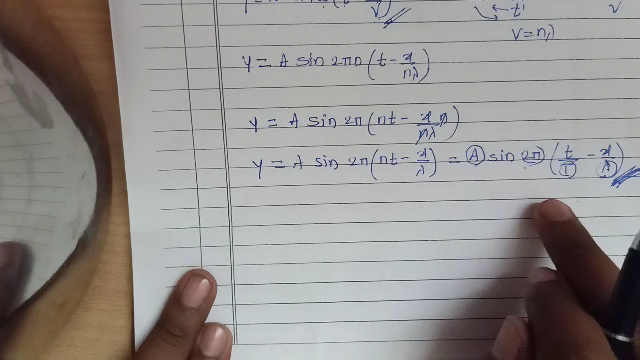 t'
v
v = nλ
y = A sin 2πn (t - x/nλ)
y = A sin 2π (nt - x/nλ n)
y = A sin 2π (nt - x/λ) = A sin 2π (t/T - x/λ)